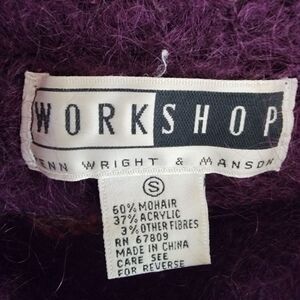 WORKSHOP
ENN WRIGHT & MANSON
S
60% MOHAIR
37% ACRYLIC
3% OTHER FIBRES
RN 67809
MADE IN CHINA
CARE SEE
FOR REVERSE